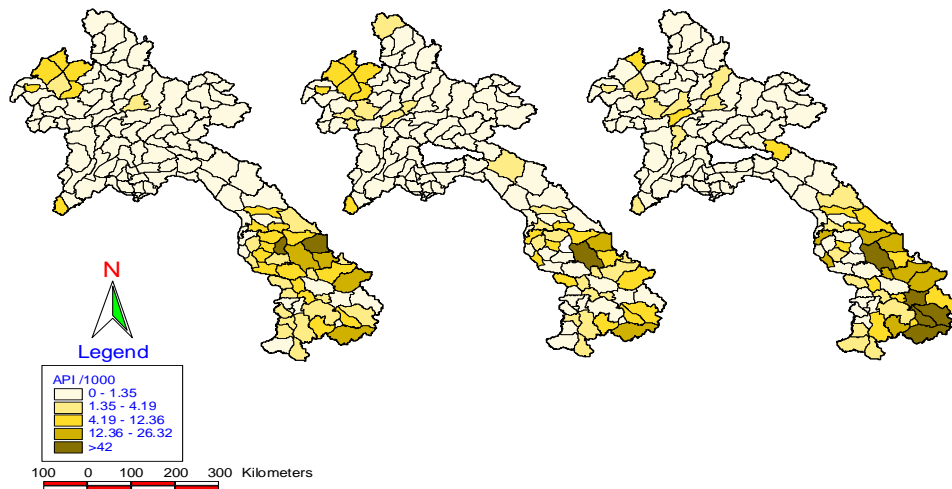 N
Legend
API /1000
0 - 1.35
1.35 - 4.19
4.19 - 12.36
12.36 - 26.32
>42
100 0 100 200 300 Kilometers